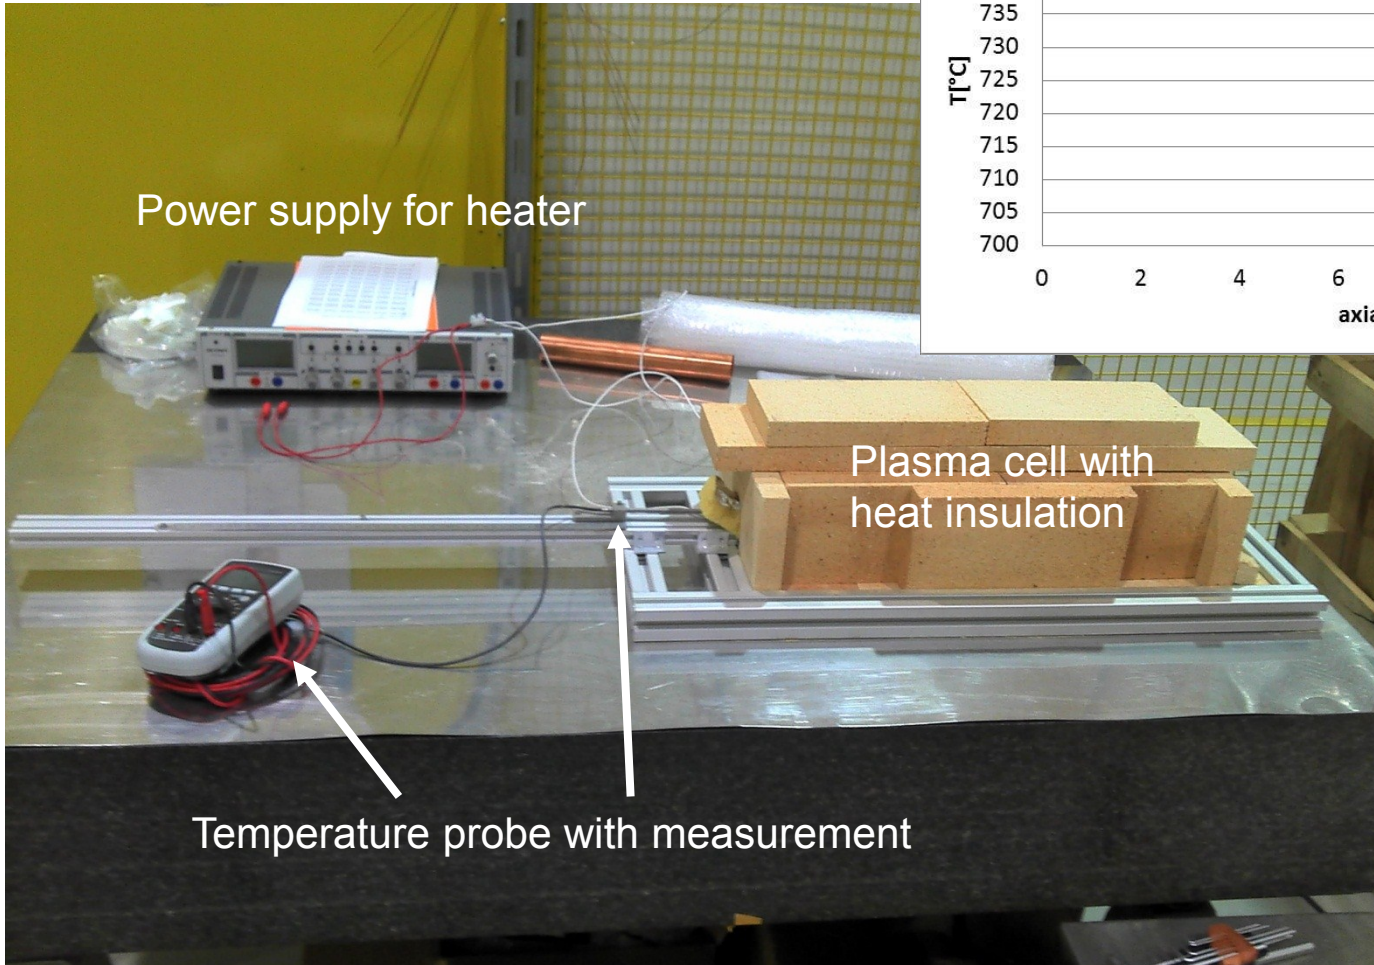 735
730
725
720
715
710
705
700
T[°C]
0 2 4 6
axia
Power supply for heater
Plasma cell with
heat insulation
Temperature probe with measurement